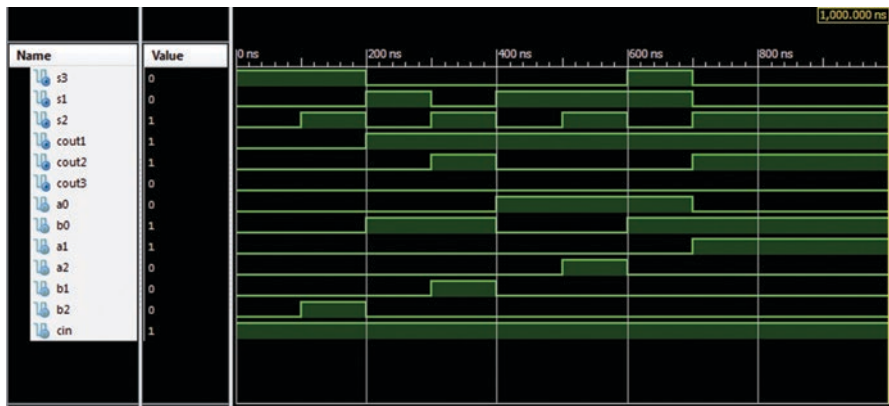 1,000.000 ns
Name Value 0 ns 200 ns 400 ns 600 ns 800 ns
s3 0
s1 0
s2 1
cout1 1
cout2 1
cout3 0
a0 0
b0 1
a1 1
a2 0
b1 0
b2 0
cin 1